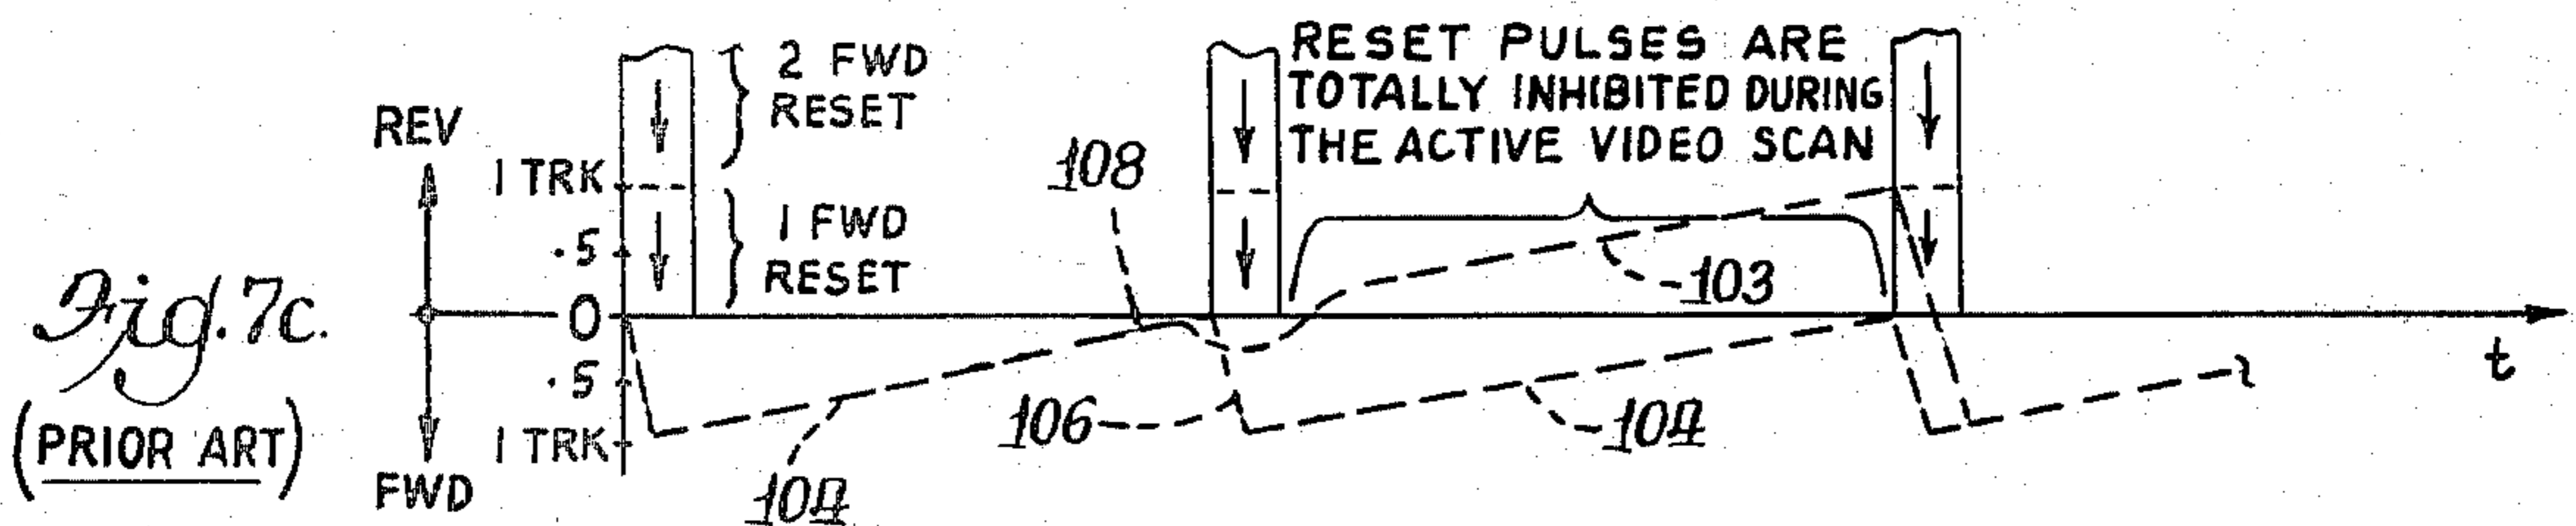 Fig. 7c.
(PRIOR ART)
REV
FWD
1 TRK
.5
0
.5
1 TRK
2 FWD
RESET
1 FWD
RESET
108
RESET PULSES ARE
TOTALLY INHIBITED DURING
THE ACTIVE VIDEO SCAN
103
104
106
104
t